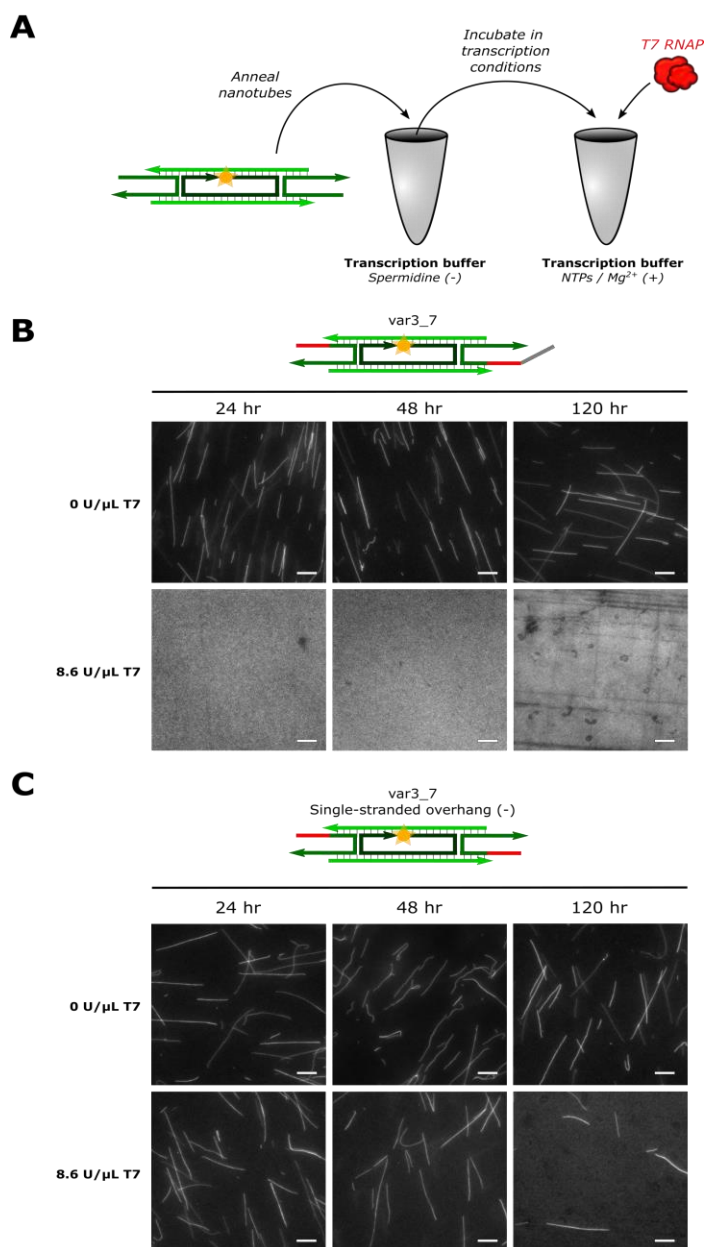 A
Anneal
nanotubes
Incubate in
transcription
conditions
T7 RNAP
Transcription buffer
Spermidine (-)
Transcription buffer
NTPs / Mg²⁺ (+)
B
var3_7
24 hr
48 hr
120 hr
0 U/µL T7
8.6 U/µL T7
C
var3_7
Single-stranded overhang (-)
24 hr
48 hr
120 hr
0 U/µL T7
8.6 U/µL T7